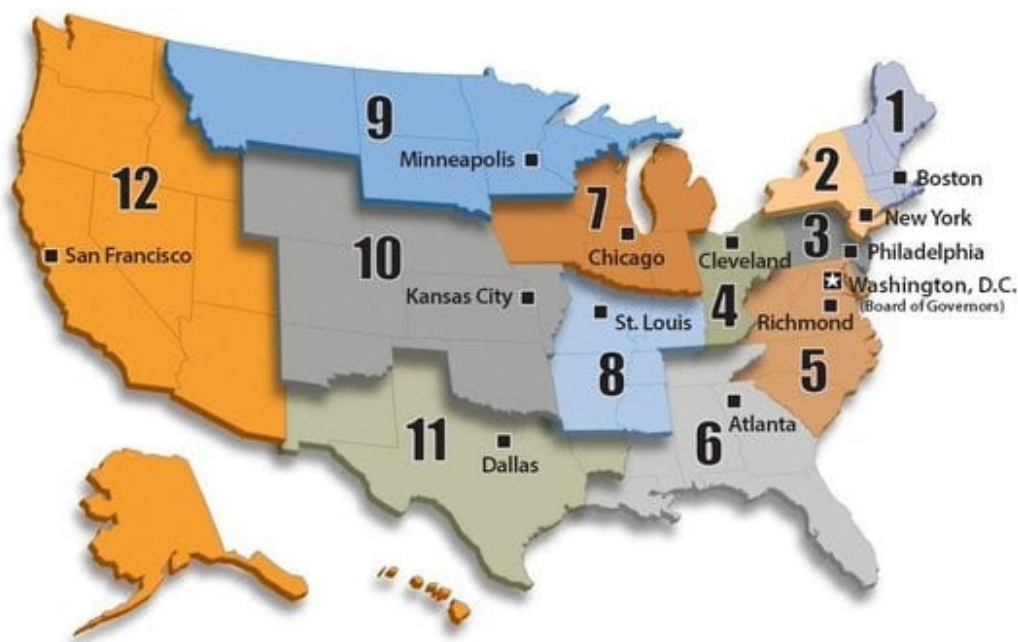 1
9
2
Minneapolis
12
7
Boston
New York
3
10
San Francisco
Chicago
Cleveland
Philadelphia
Kansas City
4
Washington, D.C.
(Board of Governors)
St. Louis
Richmond
8
5
Atlanta
11
6
Dallas